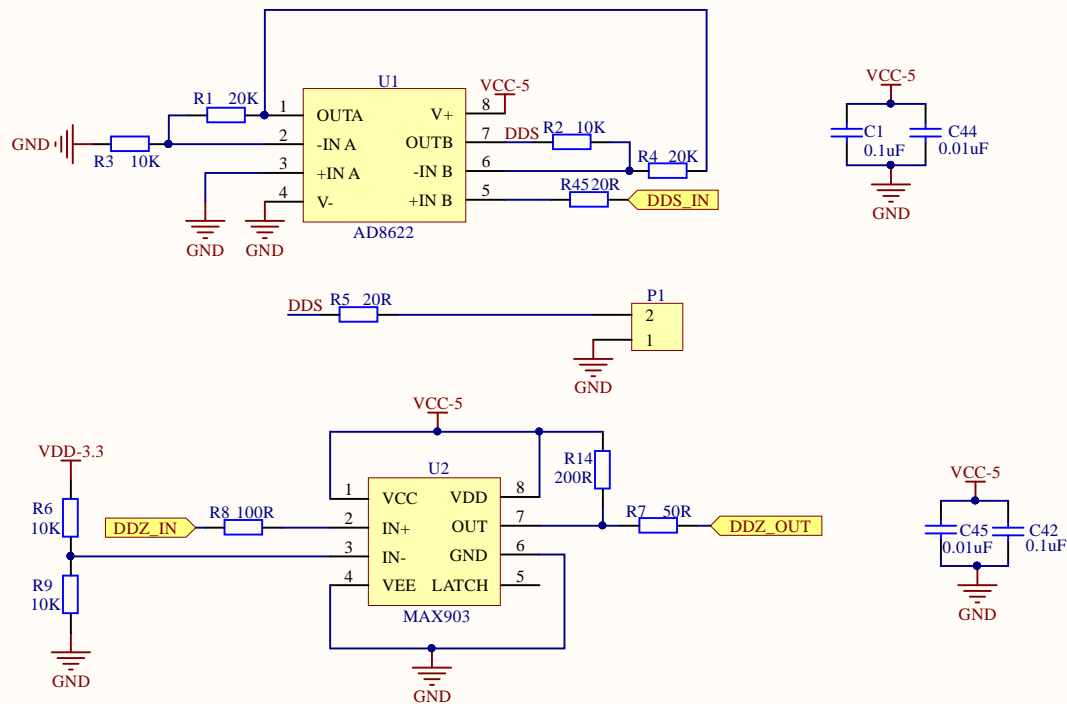 U1
VCC-5
R1 20K
1 OUTA V+ 8
GND R3 10K
2 -IN A OUTB 7 DDS R2 10K
3 +IN A -IN B 6 R4 20K
4 V- +IN B 5 R4520R DDS_IN
GND GND
AD8622
VCC-5
C1 0.1uF
C44 0.01uF
GND
DDS R5 20R
P1
2
1
GND
VCC-5
VDD-3.3
U2
R14 200R
1 VCC VDD 8
R6 10K
DDZ_IN R8 100R 2 IN+ OUT 7 R7 50R DDZ_OUT
3 IN- GND 6
R9 10K
4 VEE LATCH 5
MAX903
GND
GND
VCC-5
C45 0.01uF
C42 0.1uF
GND